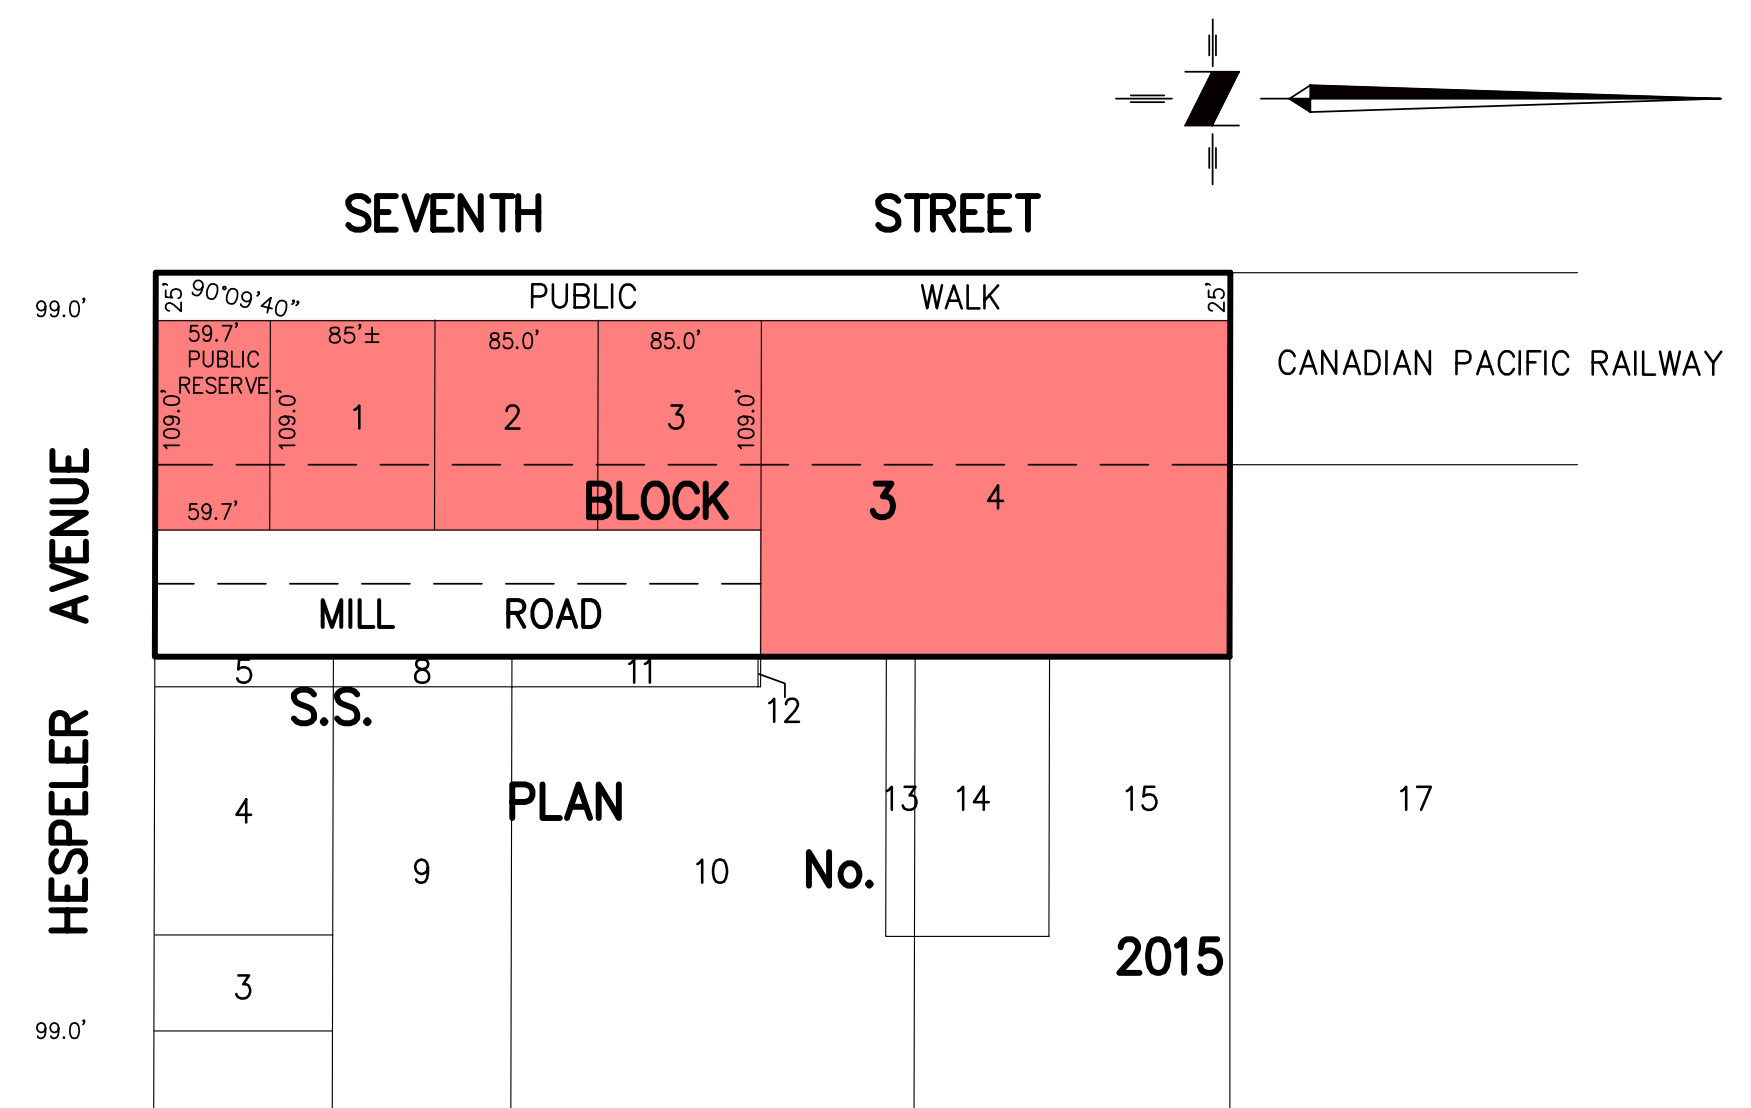 SEVENTH STREET
99.0'
25'
90°09'40"
PUBLIC WALK
25'
59.7'
PUBLIC
RESERVE
85'±
85.0'
85.0'
CANADIAN PACIFIC RAILWAY
109.0'
109.0'
109.0'
1
2
3
59.7'
BLOCK 3
4
MILL ROAD
HESPELER AVENUE
5
8
11
12
S.S.
PLAN
No.
2015
4
9
10
13
14
15
17
3
99.0'